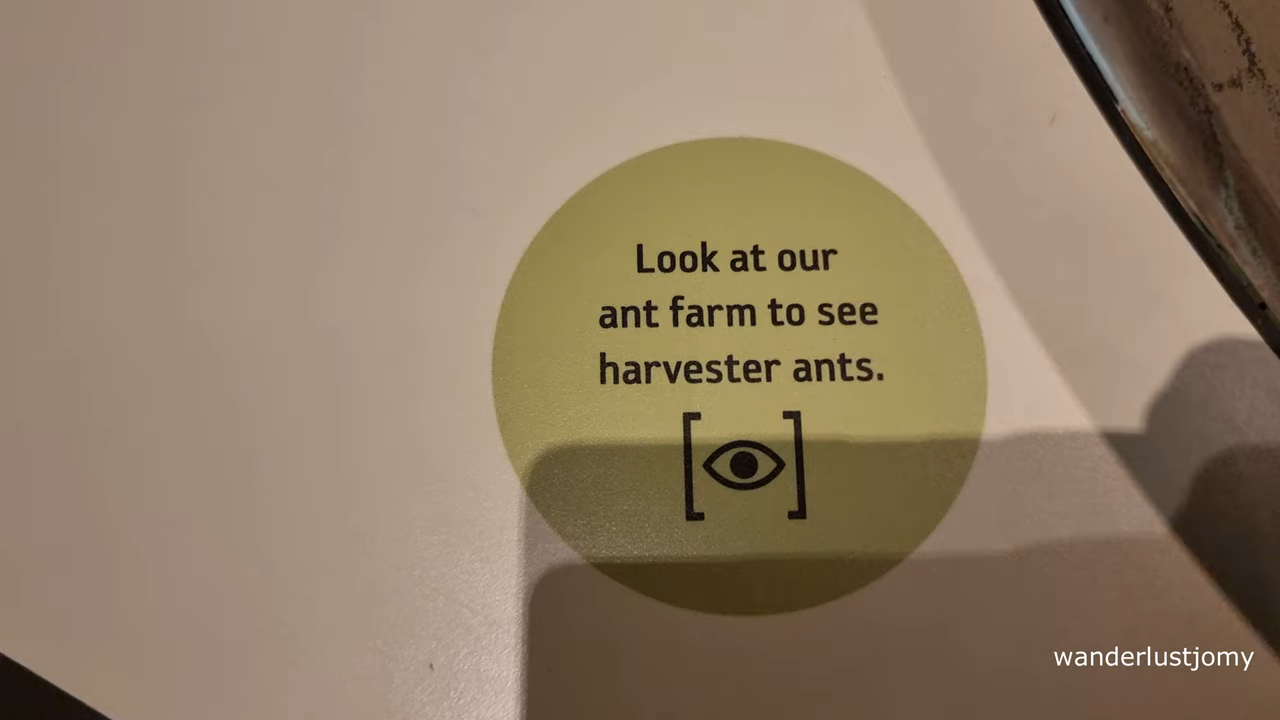 Look at our
ant farm to see
harvester ants.
wanderlustjomy